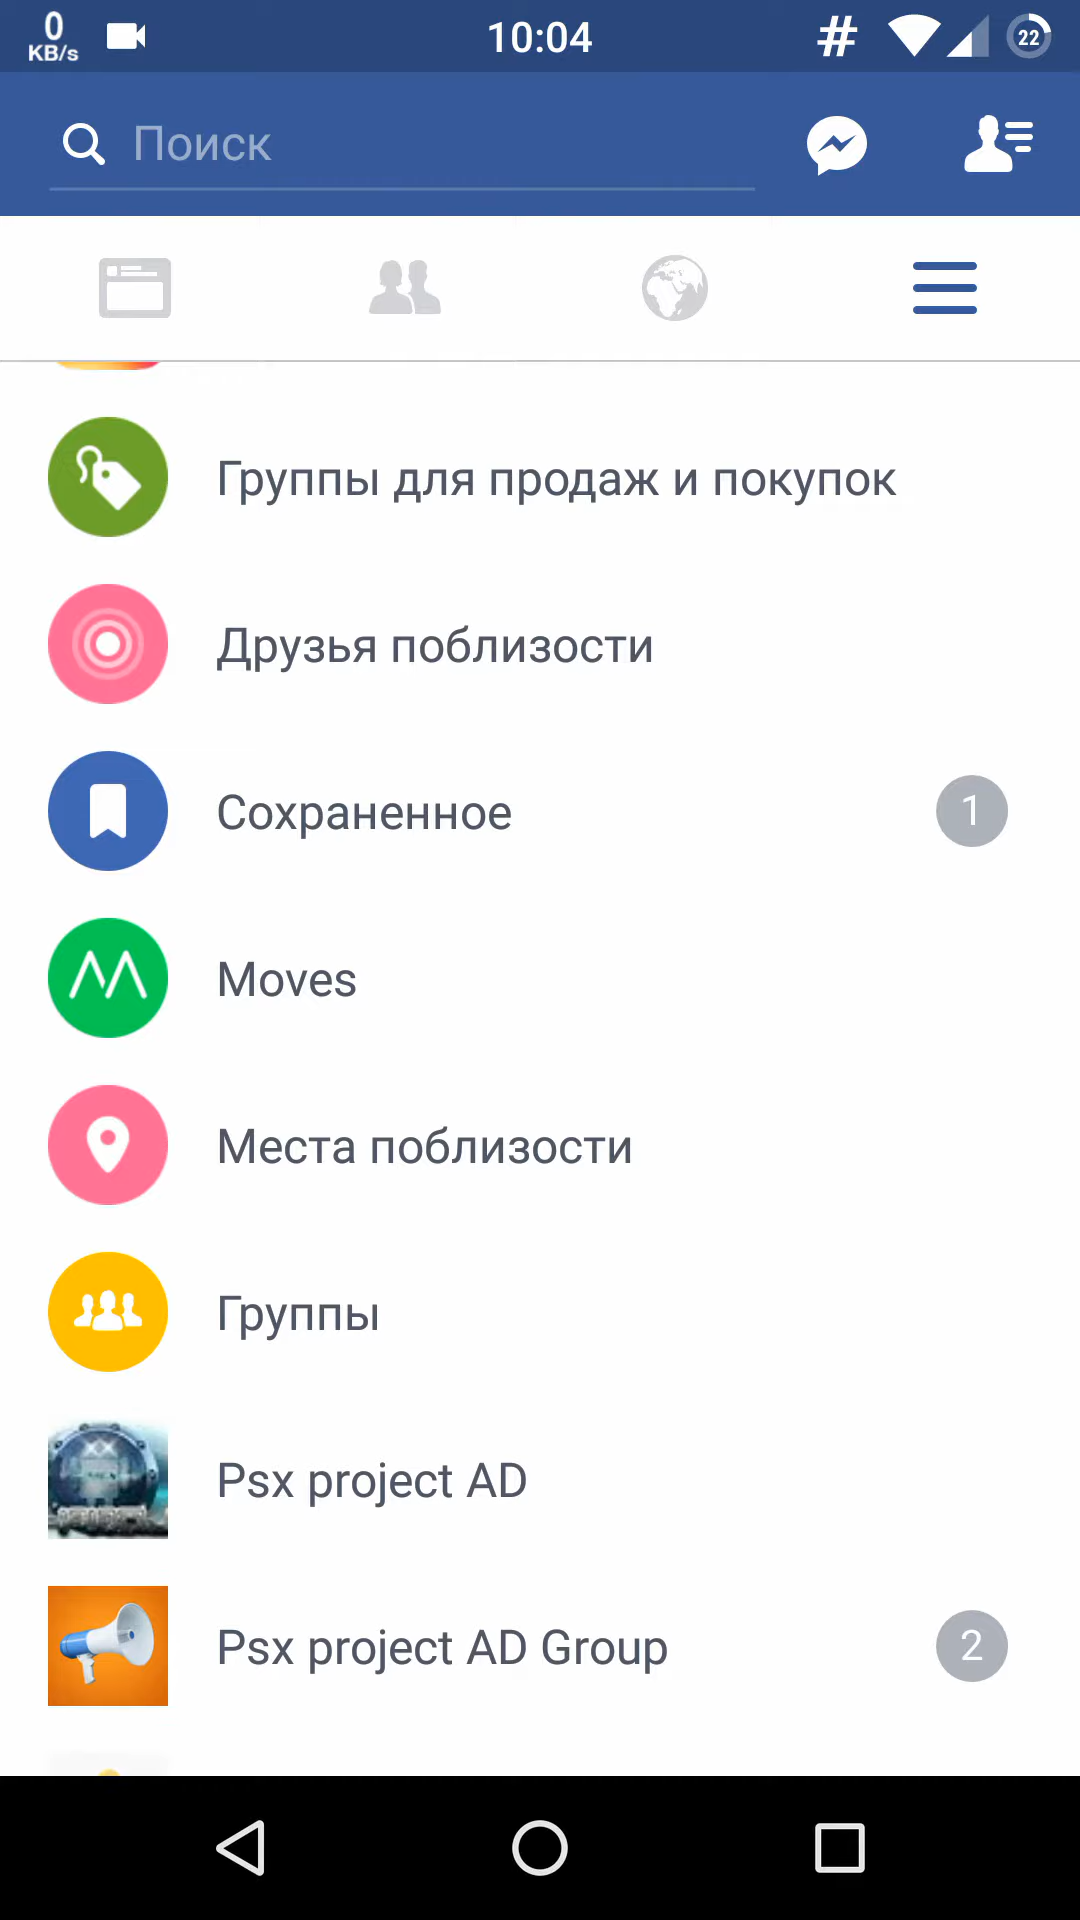 0
KB/s
10:04
22
Поиск
Группы для продаж и покупок
Друзья поблизости
Сохраненное
1
Moves
Места поблизости
Группы
Psx project AD
Psx project AD Group
2